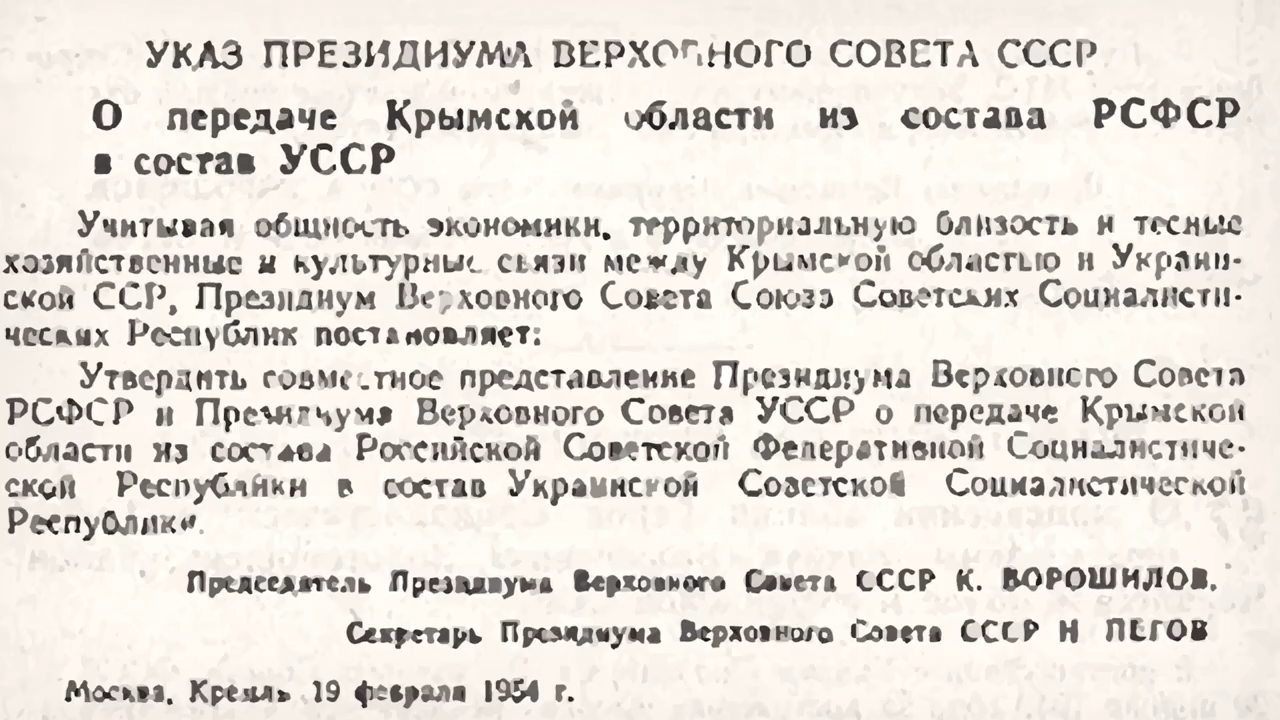 УКАЗ ПРЕЗИДИУМА ВЕРХОВНОГО СОВЕТА СССР
О передаче Крымской области из состава РСФСР
в состав УССР
Учитывая общность экономики, территориальную близость и тесные
хозяйственные и культурные связи между Крымской областью и Украин-
ской ССР, Президиум Верховного Совета Союза Советских Социалисти-
ческих Республик постановляет:
Утвердить совместное представление Президиума Верховного Совета
РСФСР и Президиума Верховного Совета УССР о передаче Крымской
области из состава Российской Советской Федеративной Социалистиче-
ской Республики в состав Украинской Советской Социалистической
Республики.
Председатель Президиума Верховного Совета СССР К. ВОРОШИЛОВ.
Секретарь Президиума Верховного Совета СССР Н ПЕГОВ
Москва, Кремль 19 февраля 1954 г.